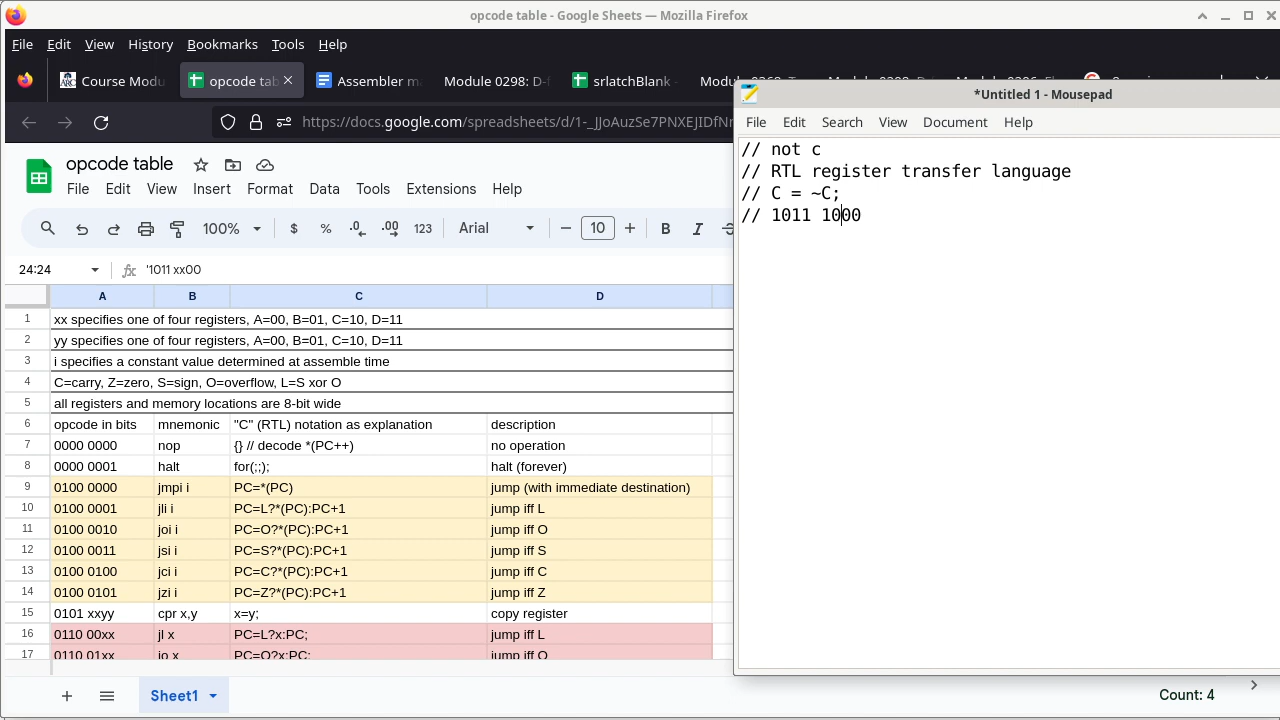 opcode table - Google Sheets — Mozilla Firefox
File Edit View History Bookmarks Tools Help
Course Modu
opcode tab
Assembler m
Module 0298: D-f
srlatchBlank -
https://docs.google.com/spreadsheets/d/1-_JJoAuzSe7PNXEJIDfN
opcode table
File Edit View Insert Format Data Tools Extensions Help
100% $ % .0 .00 123 Arial 10 B I
24:24 fx '1011 xx00
A B C D
1 xx specifies one of four registers, A=00, B=01, C=10, D=11
2 yy specifies one of four registers, A=00, B=01, C=10, D=11
3 i specifies a constant value determined at assemble time
4 C=carry, Z=zero, S=sign, O=overflow, L=S xor O
5 all registers and memory locations are 8-bit wide
6 opcode in bits mnemonic "C" (RTL) notation as explanation description
7 0000 0000 nop {} // decode *(PC++) no operation
8 0000 0001 halt for(;;); halt (forever)
9 0100 0000 jmpi i PC=*(PC) jump (with immediate destination)
10 0100 0001 jli i PC=L?*(PC):PC+1 jump iff L
11 0100 0010 joi i PC=O?*(PC):PC+1 jump iff O
12 0100 0011 jsi i PC=S?*(PC):PC+1 jump iff S
13 0100 0100 jci i PC=C?*(PC):PC+1 jump iff C
14 0100 0101 jzi i PC=Z?*(PC):PC+1 jump iff Z
15 0101 xxyy cpr x,y x=y; copy register
16 0110 00xx jl x PC=L?x:PC; jump iff L
17 0110 01xx jo x PC=O?x:PC; jump iff O
Sheet1
Count: 4
*Untitled 1 - Mousepad
File Edit Search View Document Help
// not c
// RTL register transfer language
// C = ~C;
// 1011 1000